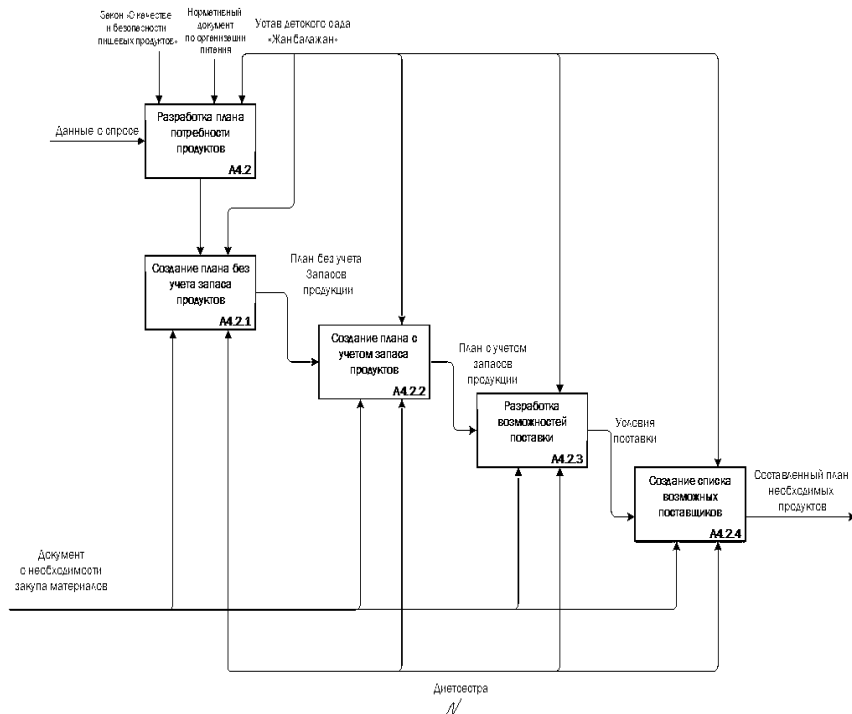 Закон «О качестве
и безопасности
пищевых продуктов»
Нормативный
документ
по организации
питания
Устав детского сада
«Жан балажан»
Данные о спросе
Разработка плана
потребности
продуктов
А4.2
Создание плана без
учета запаса
продуктов
А4.2.1
План без учета
Запасов
продукции
Создание плана с
учетом запаса
продуктов
А4.2.2
План с учетом
запасов
продукции
Разработка
возможностей
поставки
А4.2.3
Условия
поставки
Создание списка
возможных
поставщиков
А4.2.4
Составленный план
необходимых
продуктов
Документ
о необходимости
закупа материалов
Диетсестра